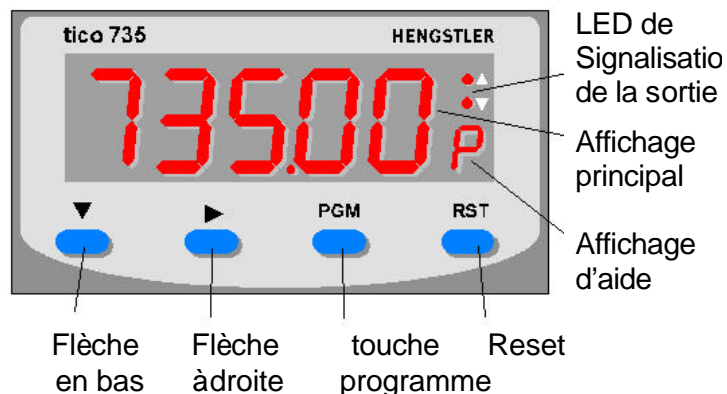 tico 735
HENGSTLER
735.00
P
▼
▶
PGM
RST
LED de
Signalisatio
de la sortie
Affichage
principal
Affichage
d'aide
Flèche
en bas
Flèche
àdroite
touche
programme
Reset